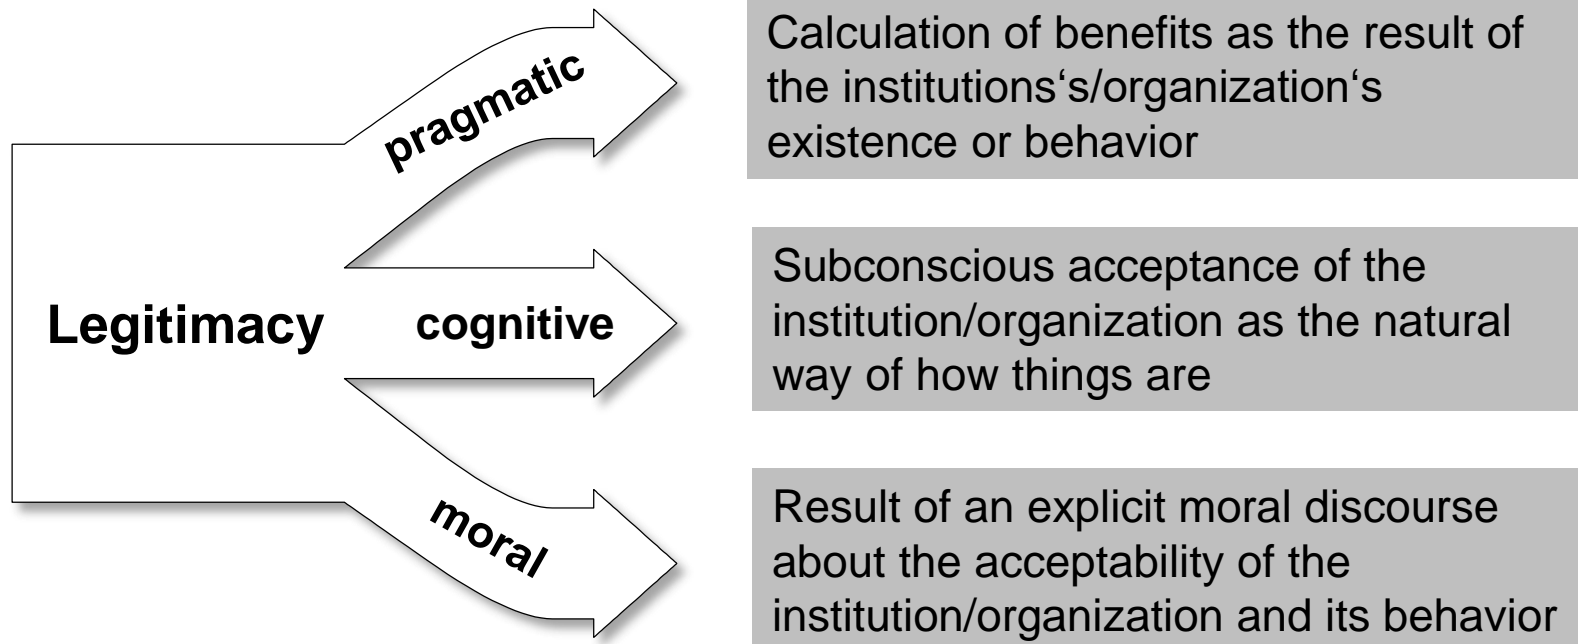 pragmatic
Calculation of benefits as the result of
the institutions's/organization‘s
existence or behavior
Legitimacy
cognitive
Subconscious acceptance of the
institution/organization as the natural
way of how things are
moral
Result of an explicit moral discourse
about the acceptability of the
institution/organization and its behavior